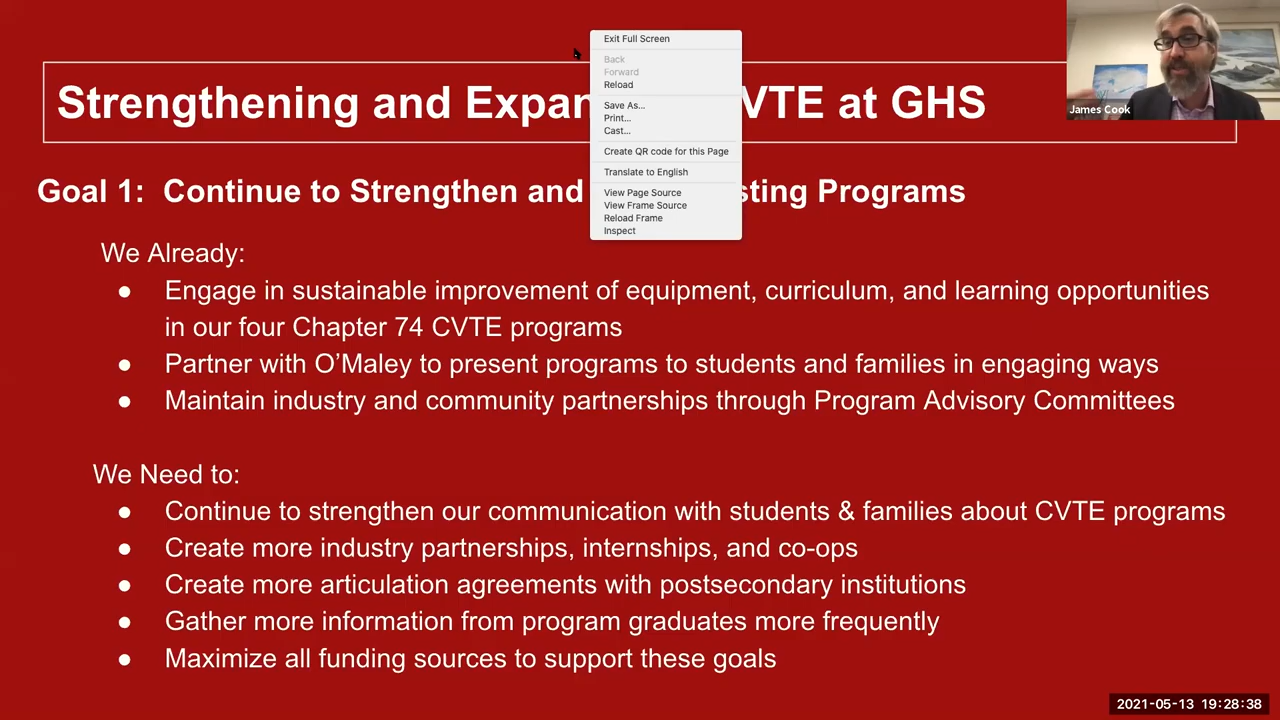 Strengthening and Expan VTE at GHS
Goal 1: Continue to Strengthen and sting Programs
Exit Full Screen
Back
Forward
Reload
Save As...
Print...
Cast...
Create QR code for this Page
Translate to English
View Page Source
View Frame Source
Reload Frame
Inspect
James Cook
We Already:
● Engage in sustainable improvement of equipment, curriculum, and learning opportunities
in our four Chapter 74 CVTE programs
● Partner with O’Maley to present programs to students and families in engaging ways
● Maintain industry and community partnerships through Program Advisory Committees
We Need to:
● Continue to strengthen our communication with students & families about CVTE programs
● Create more industry partnerships, internships, and co-ops
● Create more articulation agreements with postsecondary institutions
● Gather more information from program graduates more frequently
● Maximize all funding sources to support these goals
2021-05-13 19:28:38